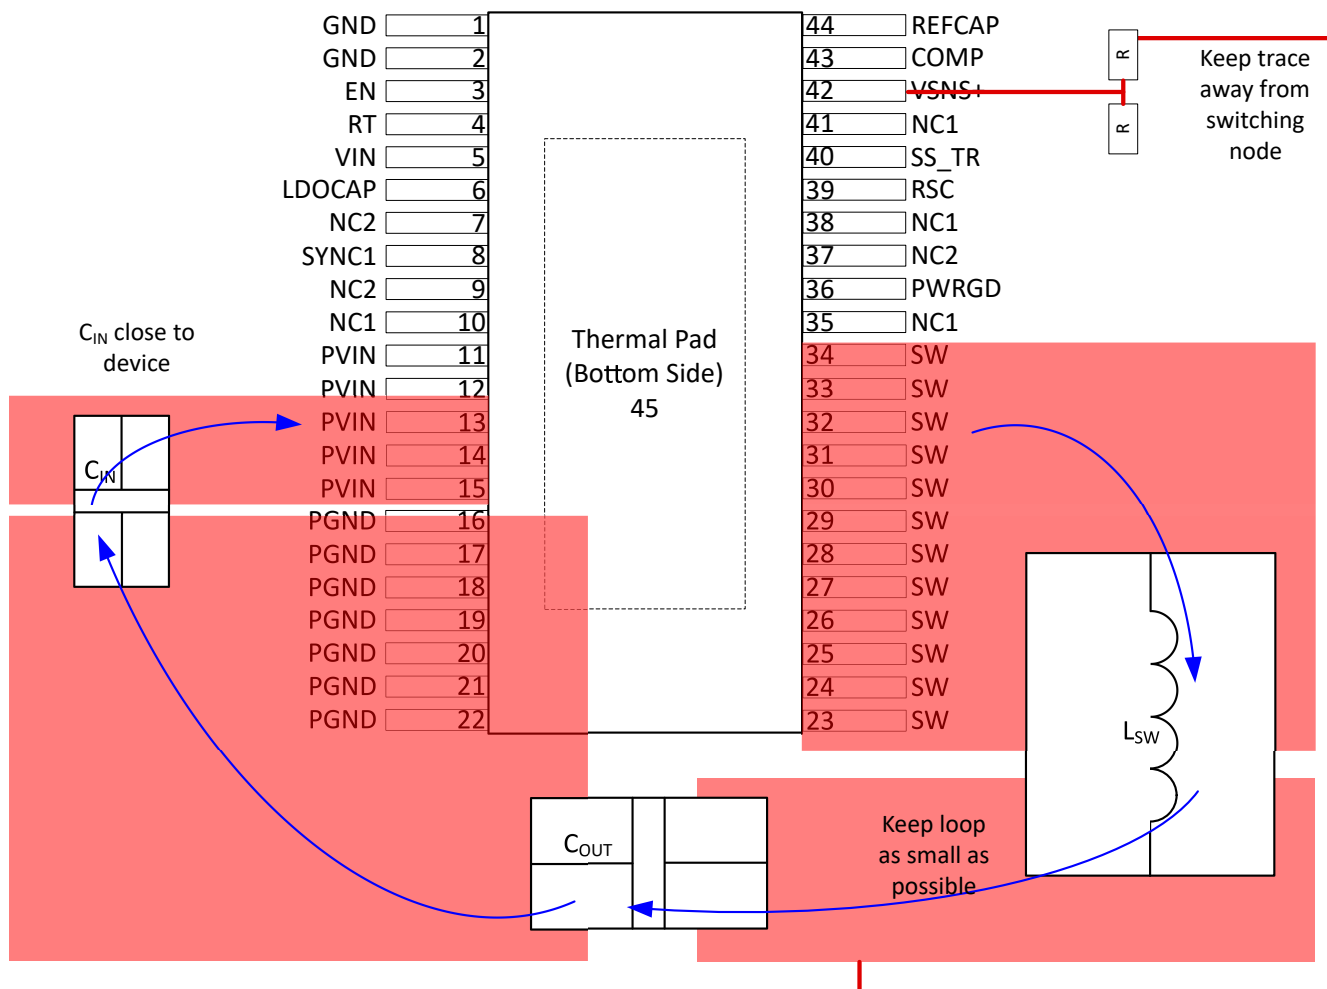 GND 1
GND 2
EN 3
RT 4
VIN 5
LDOCAP 6
NC2 7
SYNC1 8
NC2 9
NC1 10
PVIN 11
PVIN 12
PVIN 13
PVIN 14
PVIN 15
PGND 16
PGND 17
PGND 18
PGND 19
PGND 20
PGND 21
PGND 22
44 REFCAP
43 COMP
42 VSNS+
41 NC1
40 SS_TR
39 RSC
38 NC1
37 NC2
36 PWRGD
35 NC1
34 SW
33 SW
32 SW
31 SW
30 SW
29 SW
28 SW
27 SW
26 SW
25 SW
24 SW
23 SW
Thermal Pad
(Bottom Side)
45
R
R
Keep trace
away from
switching
node
CIN close to
device
CIN
LSW
COUT
Keep loop
as small as
possible